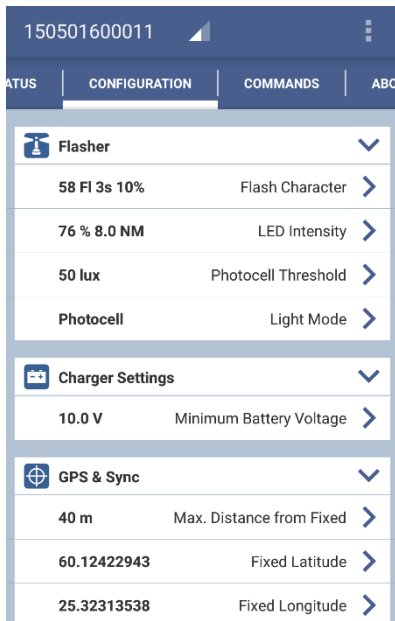 150501600011
ATUS CONFIGURATION COMMANDS ABO
Flasher
58 Fl 3s 10% Flash Character
76 % 8.0 NM LED Intensity
50 lux Photocell Threshold
Photocell Light Mode
Charger Settings
10.0 V Minimum Battery Voltage
GPS & Sync
40 m Max. Distance from Fixed
60.12422943 Fixed Latitude
25.32313538 Fixed Longitude